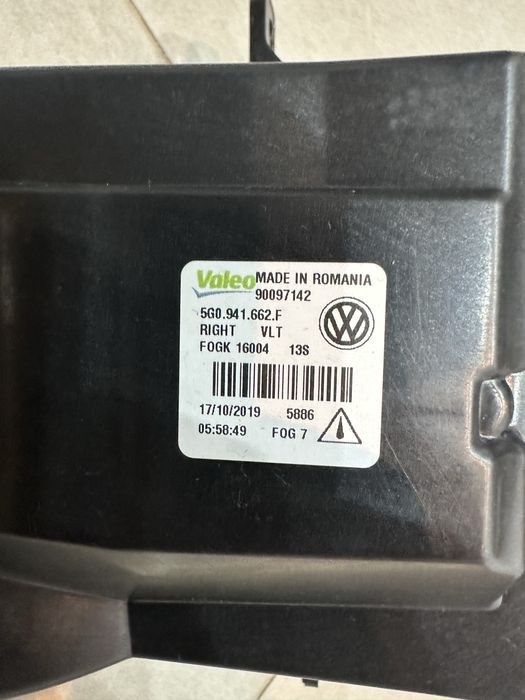 Valeo MADE IN ROMANIA
90097142
5G0.941.662.F
RIGHT VLT
FOGK 16004 13S
17/10/2019 5886
05:58:49 FOG 7